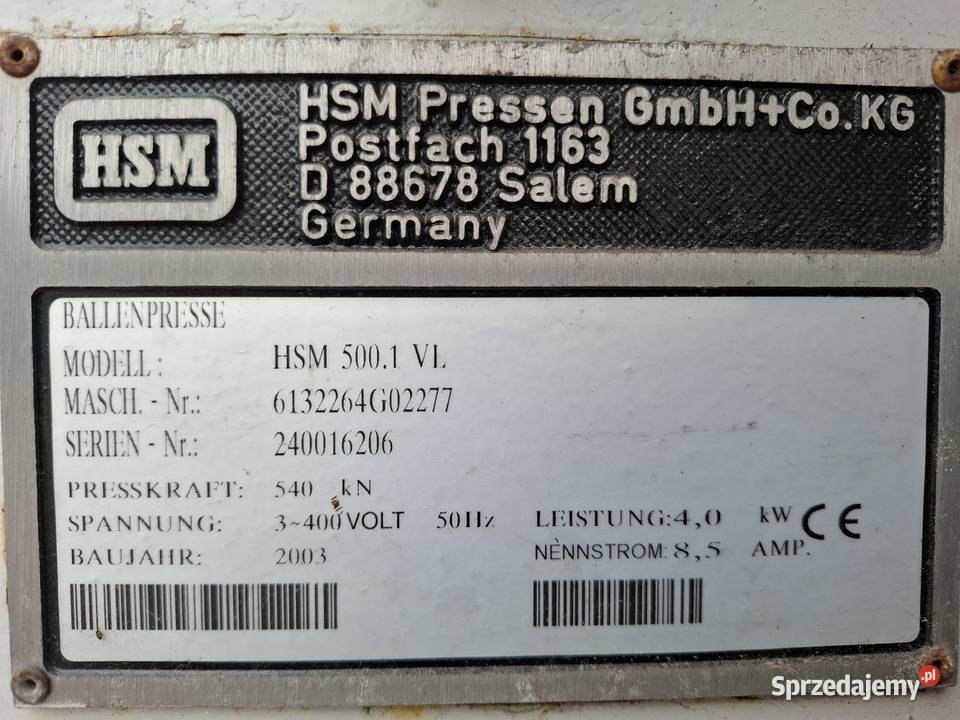 HSM
HSM Pressen GmbH+Co. KG
Postfach 1163
D 88678 Salem
Germany
BALLENPRESSE
MODELL: HSM 500.1 VL
MASCH. - Nr.: 6132264G02277
SERIEN - Nr.: 240016206
PRESSKRAFT: 540 kN
SPANNUNG: 3~400VOLT 50Hz LEISTUNG:4,0 kW CE
BAUJAHR: 2003 NENNSTROM: 8,5 AMP.
Sprzedajemy.pl